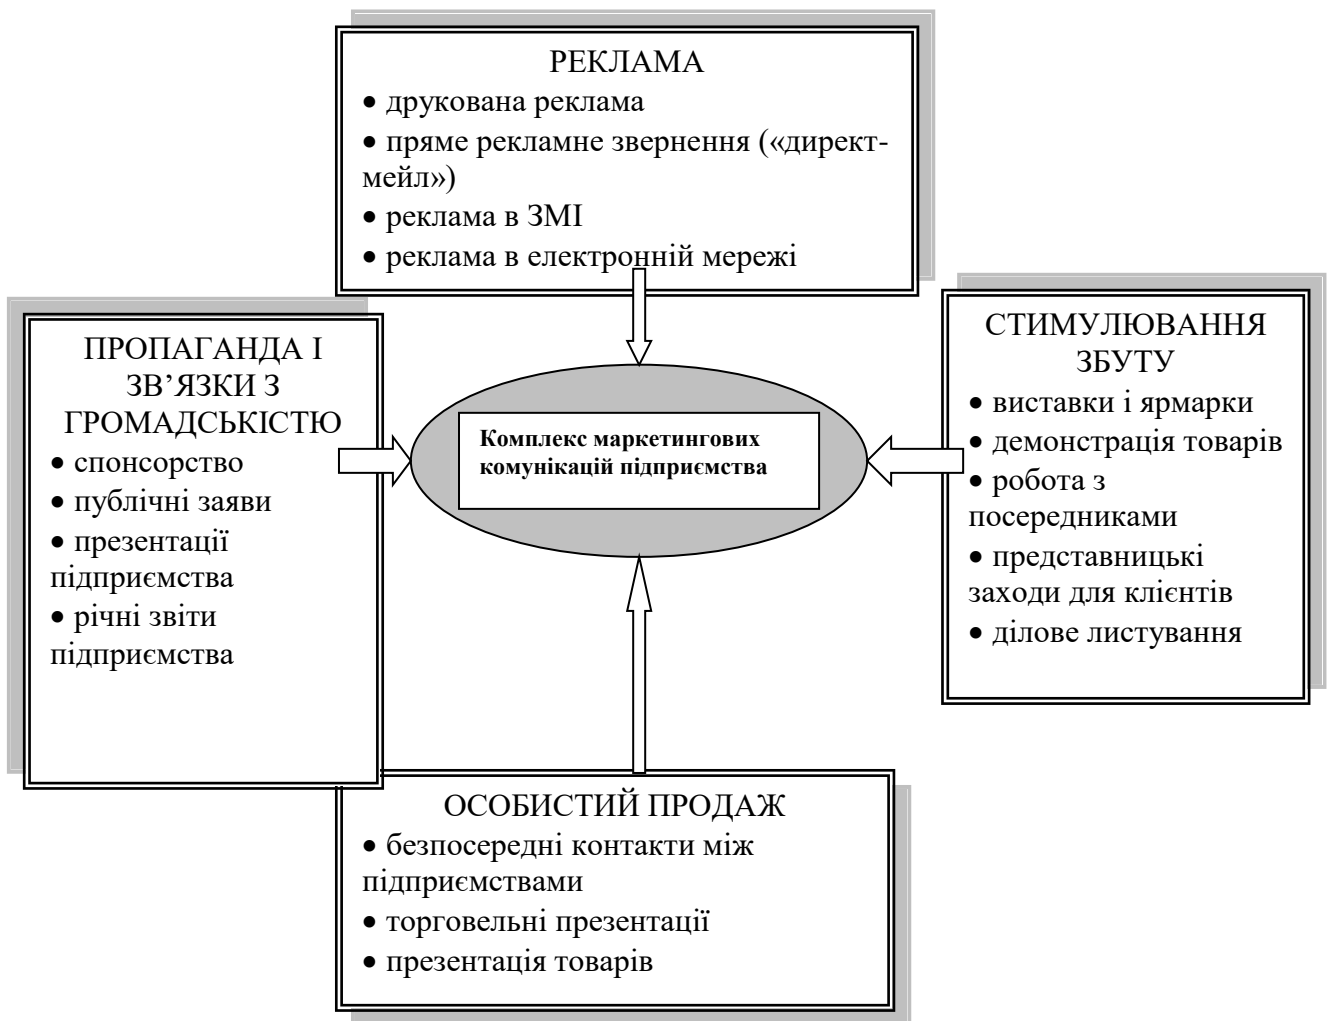 РЕКЛАМА
• друкована реклама
• пряме рекламне звернення («директ-
мейл»)
• реклама в ЗМІ
• реклама в електронній мережі
ПРОПАГАНДА І
ЗВ’ЯЗКИ З
ГРОМАДСЬКІСТЮ
• спонсорство
• публічні заяви
• презентації
підприємства
• річні звіти
підприємства
Комплекс маркетингових
комунікацій підприємства
СТИМУЛЮВАННЯ
ЗБУТУ
• виставки і ярмарки
• демонстрація товарів
• робота з
посередниками
• представницькі
заходи для клієнтів
• ділове листування
ОСОБИСТИЙ ПРОДАЖ
• безпосередні контакти між
підприємствами
• торговельні презентації
• презентація товарів